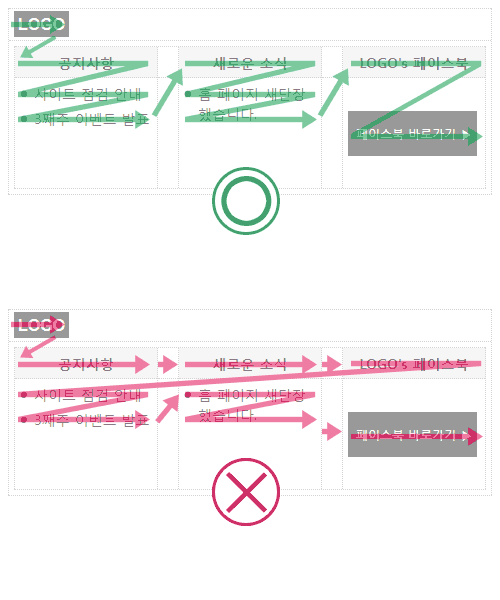 LOGO
공지사항
사이트 점검 안내
3째주 이벤트 발표
새로운 소식
홈 페이지 새단장
했습니다.
LOGO's 페이스북
페이스북 바로가기
LOGO
공지사항
새로운 소식
LOGO's 페이스북
사이트 점검 안내
3째주 이벤트 발표
홈 페이지 새단장
했습니다.
페이스북 바로가기